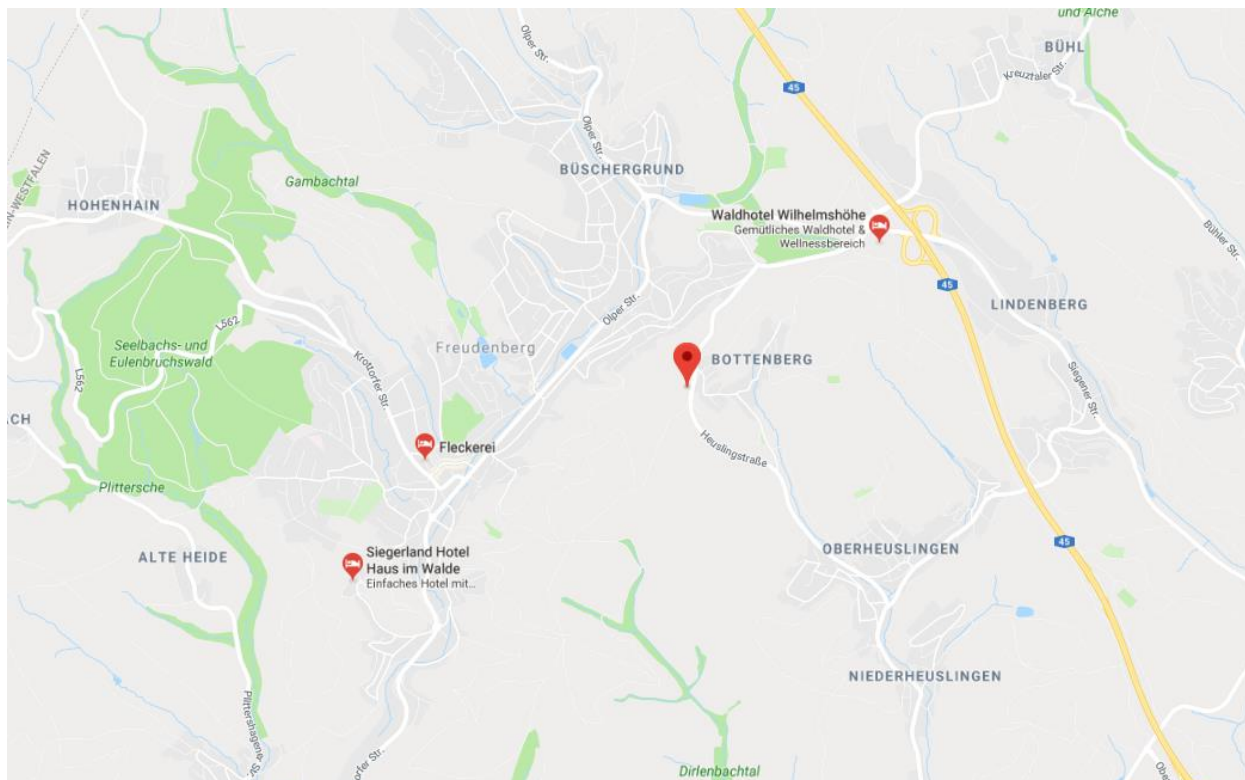 und Alche
BÜHL
Olper Str.
Kreuztaler Str.
45
Olper Str.
BÜSCHERGRUND
Gambachtal
HOHENHAIN
Waldhotel Wilhelmshöhe
Gemütliches Waldhotel &
Wellnessbereich
Bühler Str.
45
LINDENBERG
Olper Str.
L562
Seelbachs- und
Eulenbruchswald
Freudenberg
BOTTENBERG
L562
Krottorfer Str.
Siegener Str.
Fleckerei
Heuslingstraße
Plittersche
45
ALTE HEIDE
Siegerland Hotel
Haus im Walde
Einfaches Hotel mit...
OBERHEUSLINGEN
NIEDERHEUSLINGEN
Plittershagener
Dirlenbachtal